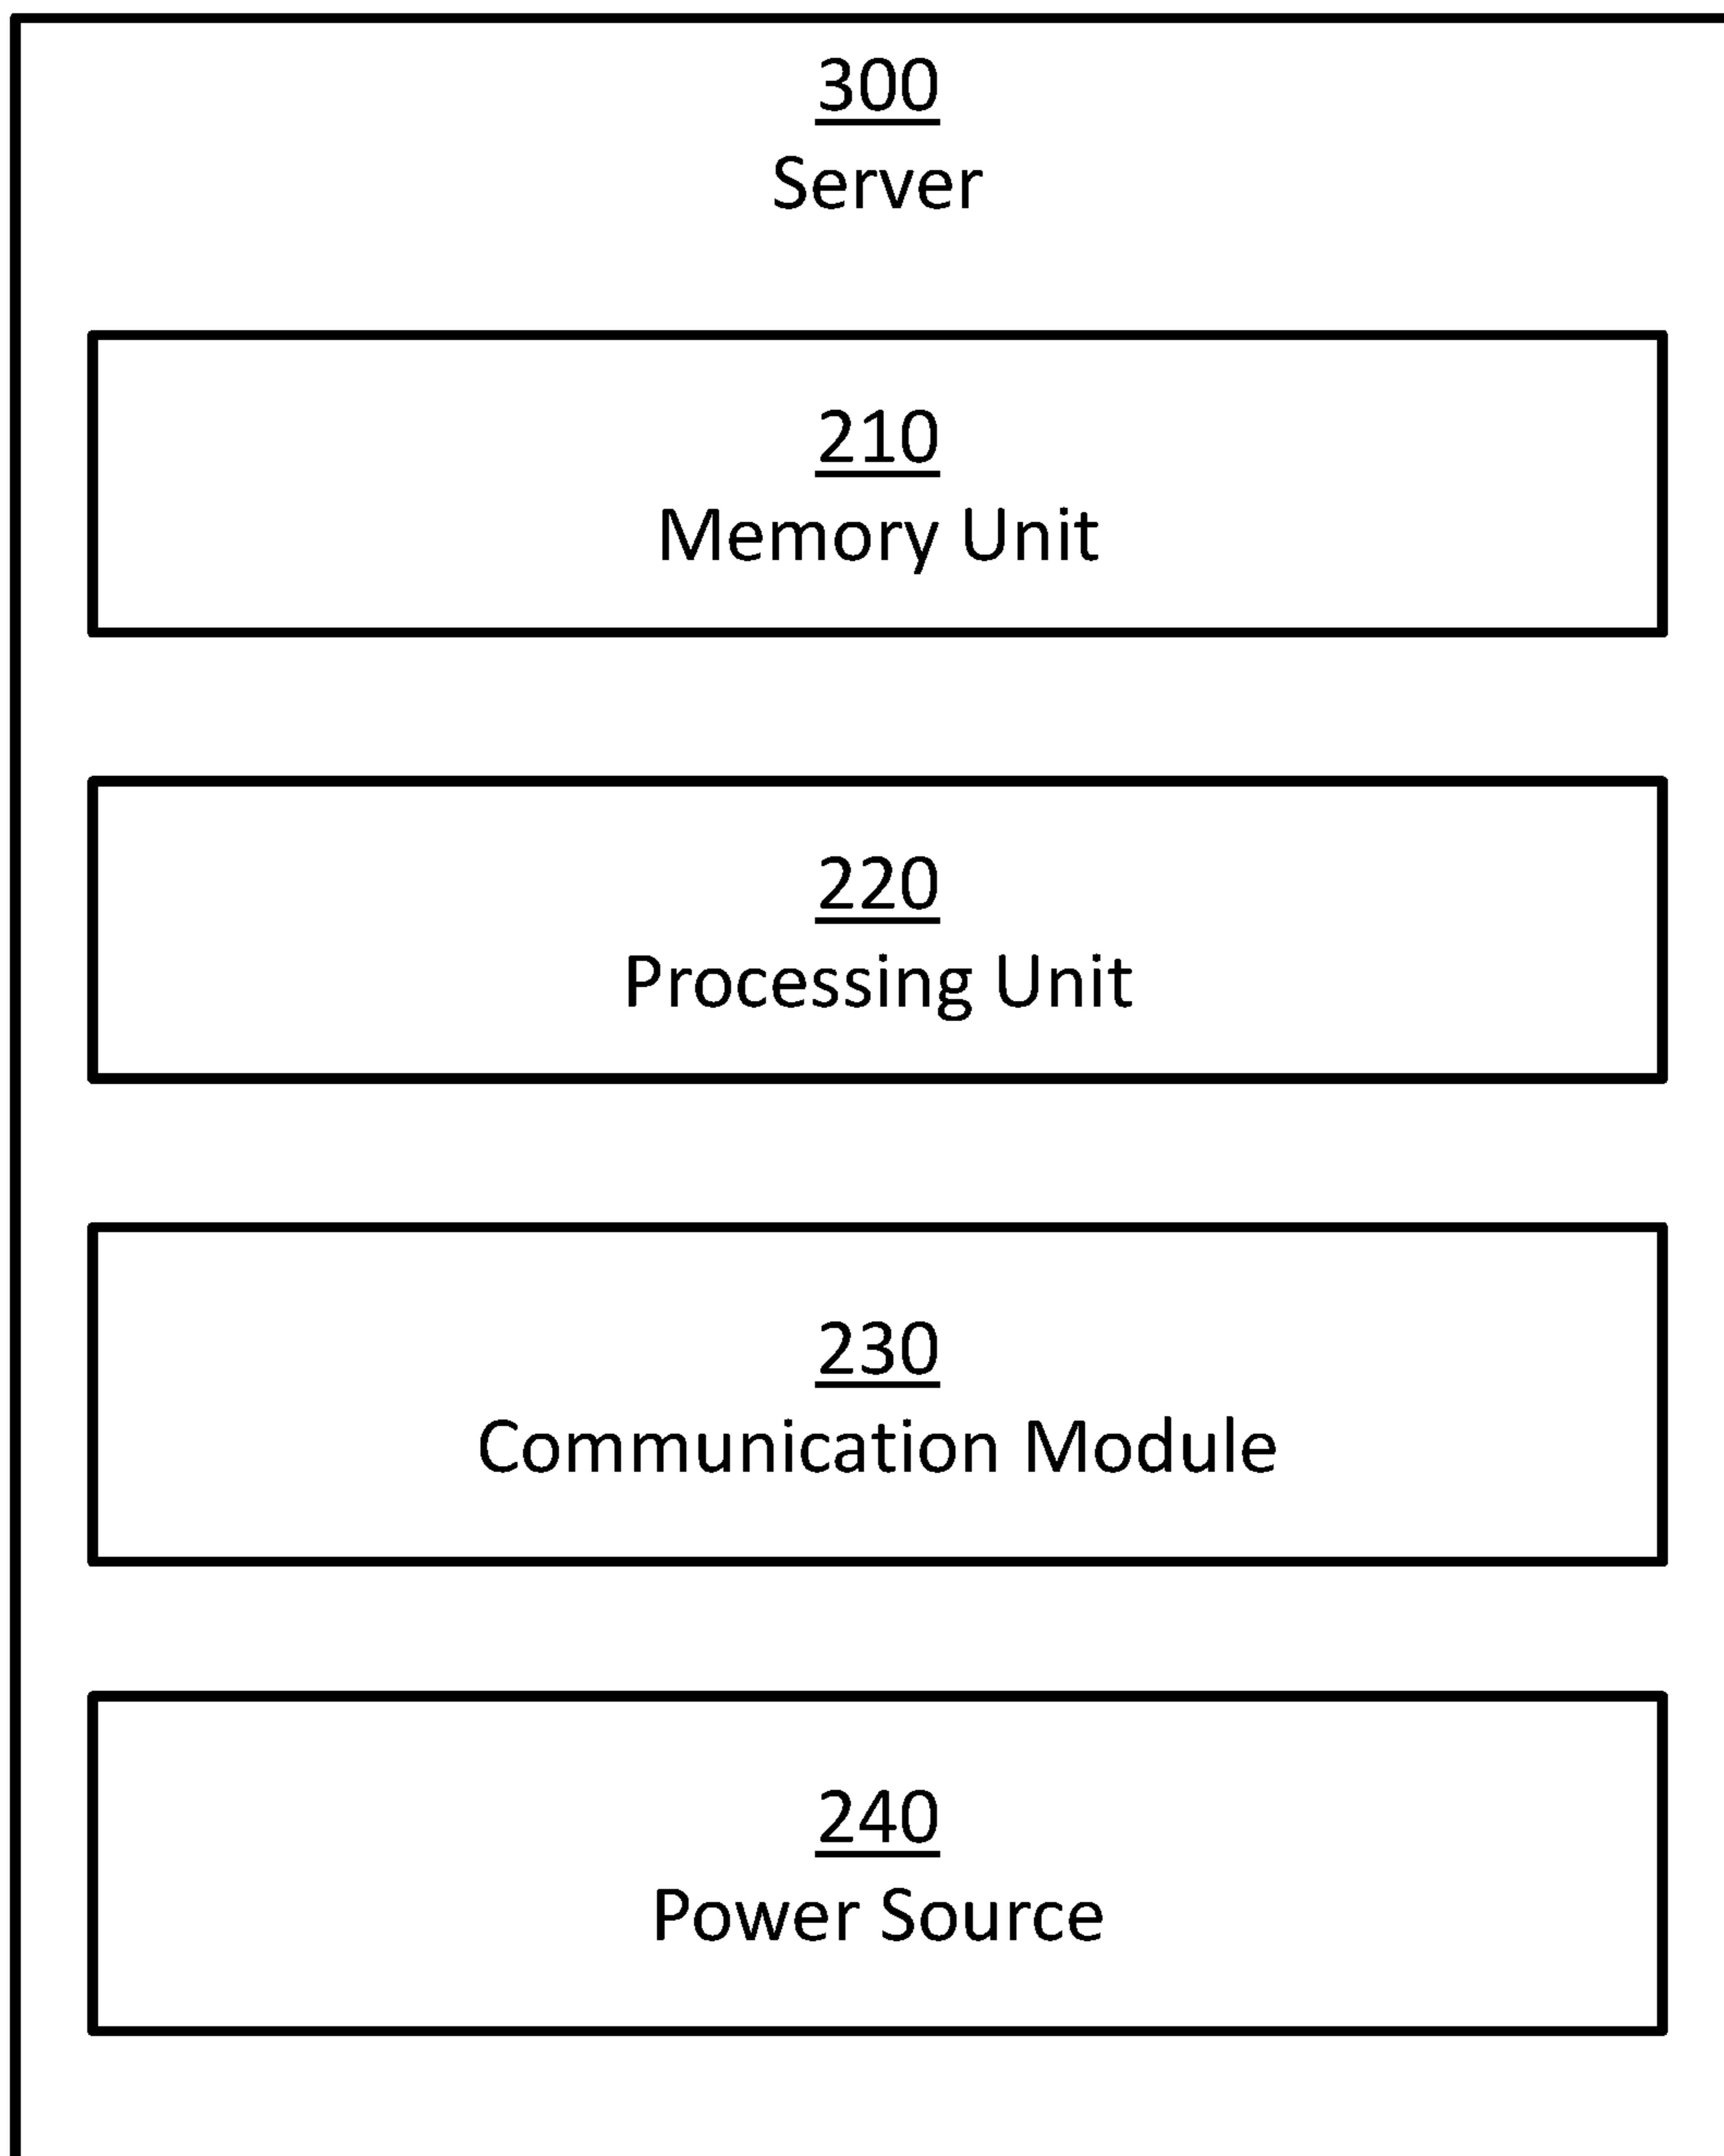 300
Server
210
Memory Unit
220
Processing Unit
230
Communication Module
240
Power Source